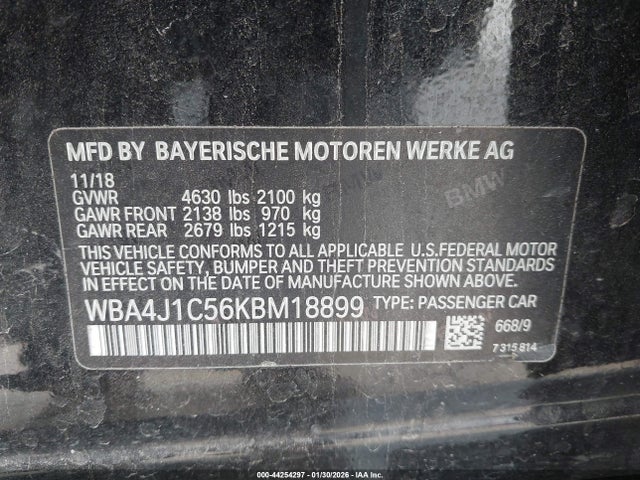 MFD BY BAYERISCHE MOTOREN WERKE AG
11/18
GVWR 4630 lbs 2100 kg
GAWR FRONT 2138 lbs 970 kg
GAWR REAR 2679 lbs 1215 kg
THIS VEHICLE CONFORMS TO ALL APPLICABLE U.S.FEDERAL MOTOR
VEHICLE SAFETY, BUMPER AND THEFT PREVENTION STANDARDS
IN EFFECT ON THE DATE OF MANUFACTURE SHOWN ABOVE.
WBA4J1C56KBM18899 TYPE: PASSENGER CAR
668/9
7 315 814
BMW
000-44254297 - 01/30/2026 - IAA Inc.